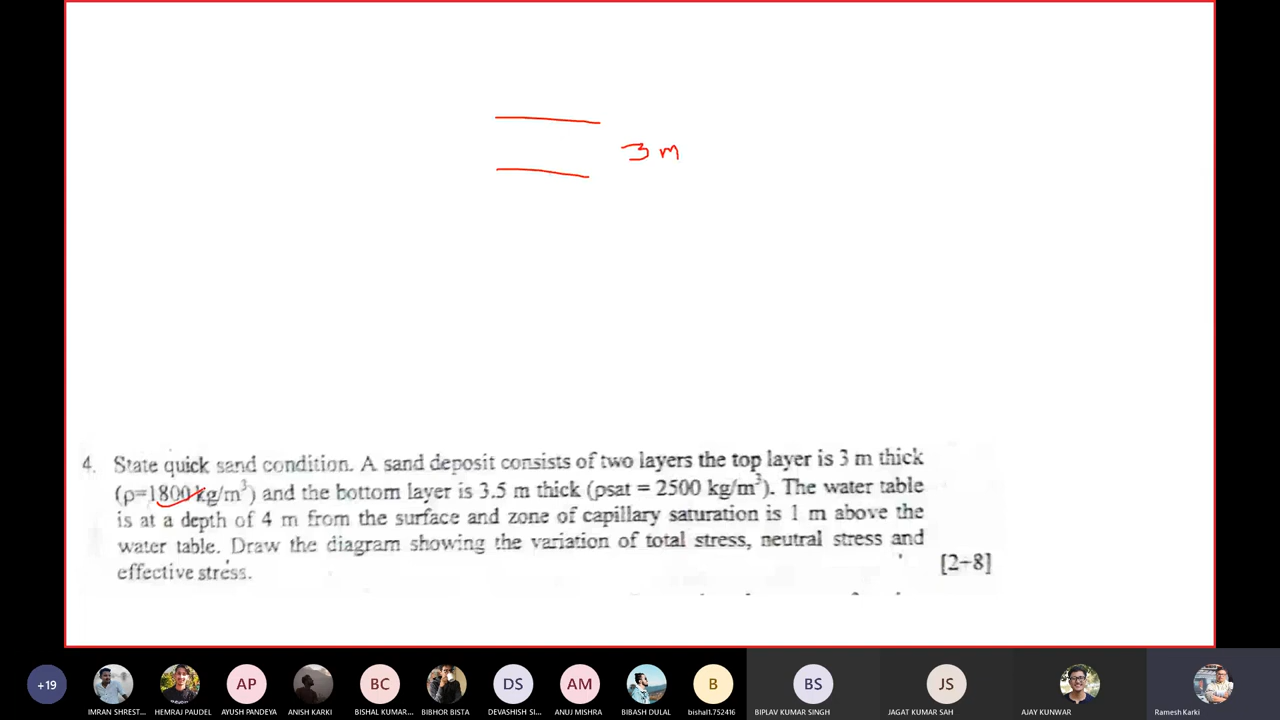 3 m
4. State quick sand condition. A sand deposit consists of two layers the top layer is 3 m thick
(ρ=1800 kg/m³) and the bottom layer is 3.5 m thick (ρsat = 2500 kg/m³). The water table
is at a depth of 4 m from the surface and zone of capillary saturation is 1 m above the
water table. Draw the diagram showing the variation of total stress, neutral stress and
effective stress.
[2+8]
+19
AP
BC
DS
AM
B
BS
JS
IMRAN SHREST...
HEMRAJ PAUDEL
AYUSH PANDEYA
ANISH KARKI
BISHAL KUMAR...
BIBHOR BISTA
DEVASHISH SI...
ANUJ MISHRA
BIBASH DULAL
bishal1.752416
BIPLAV KUMAR SINGH
JAGAT KUMAR SAH
AJAY KUNWAR
Ramesh Karki